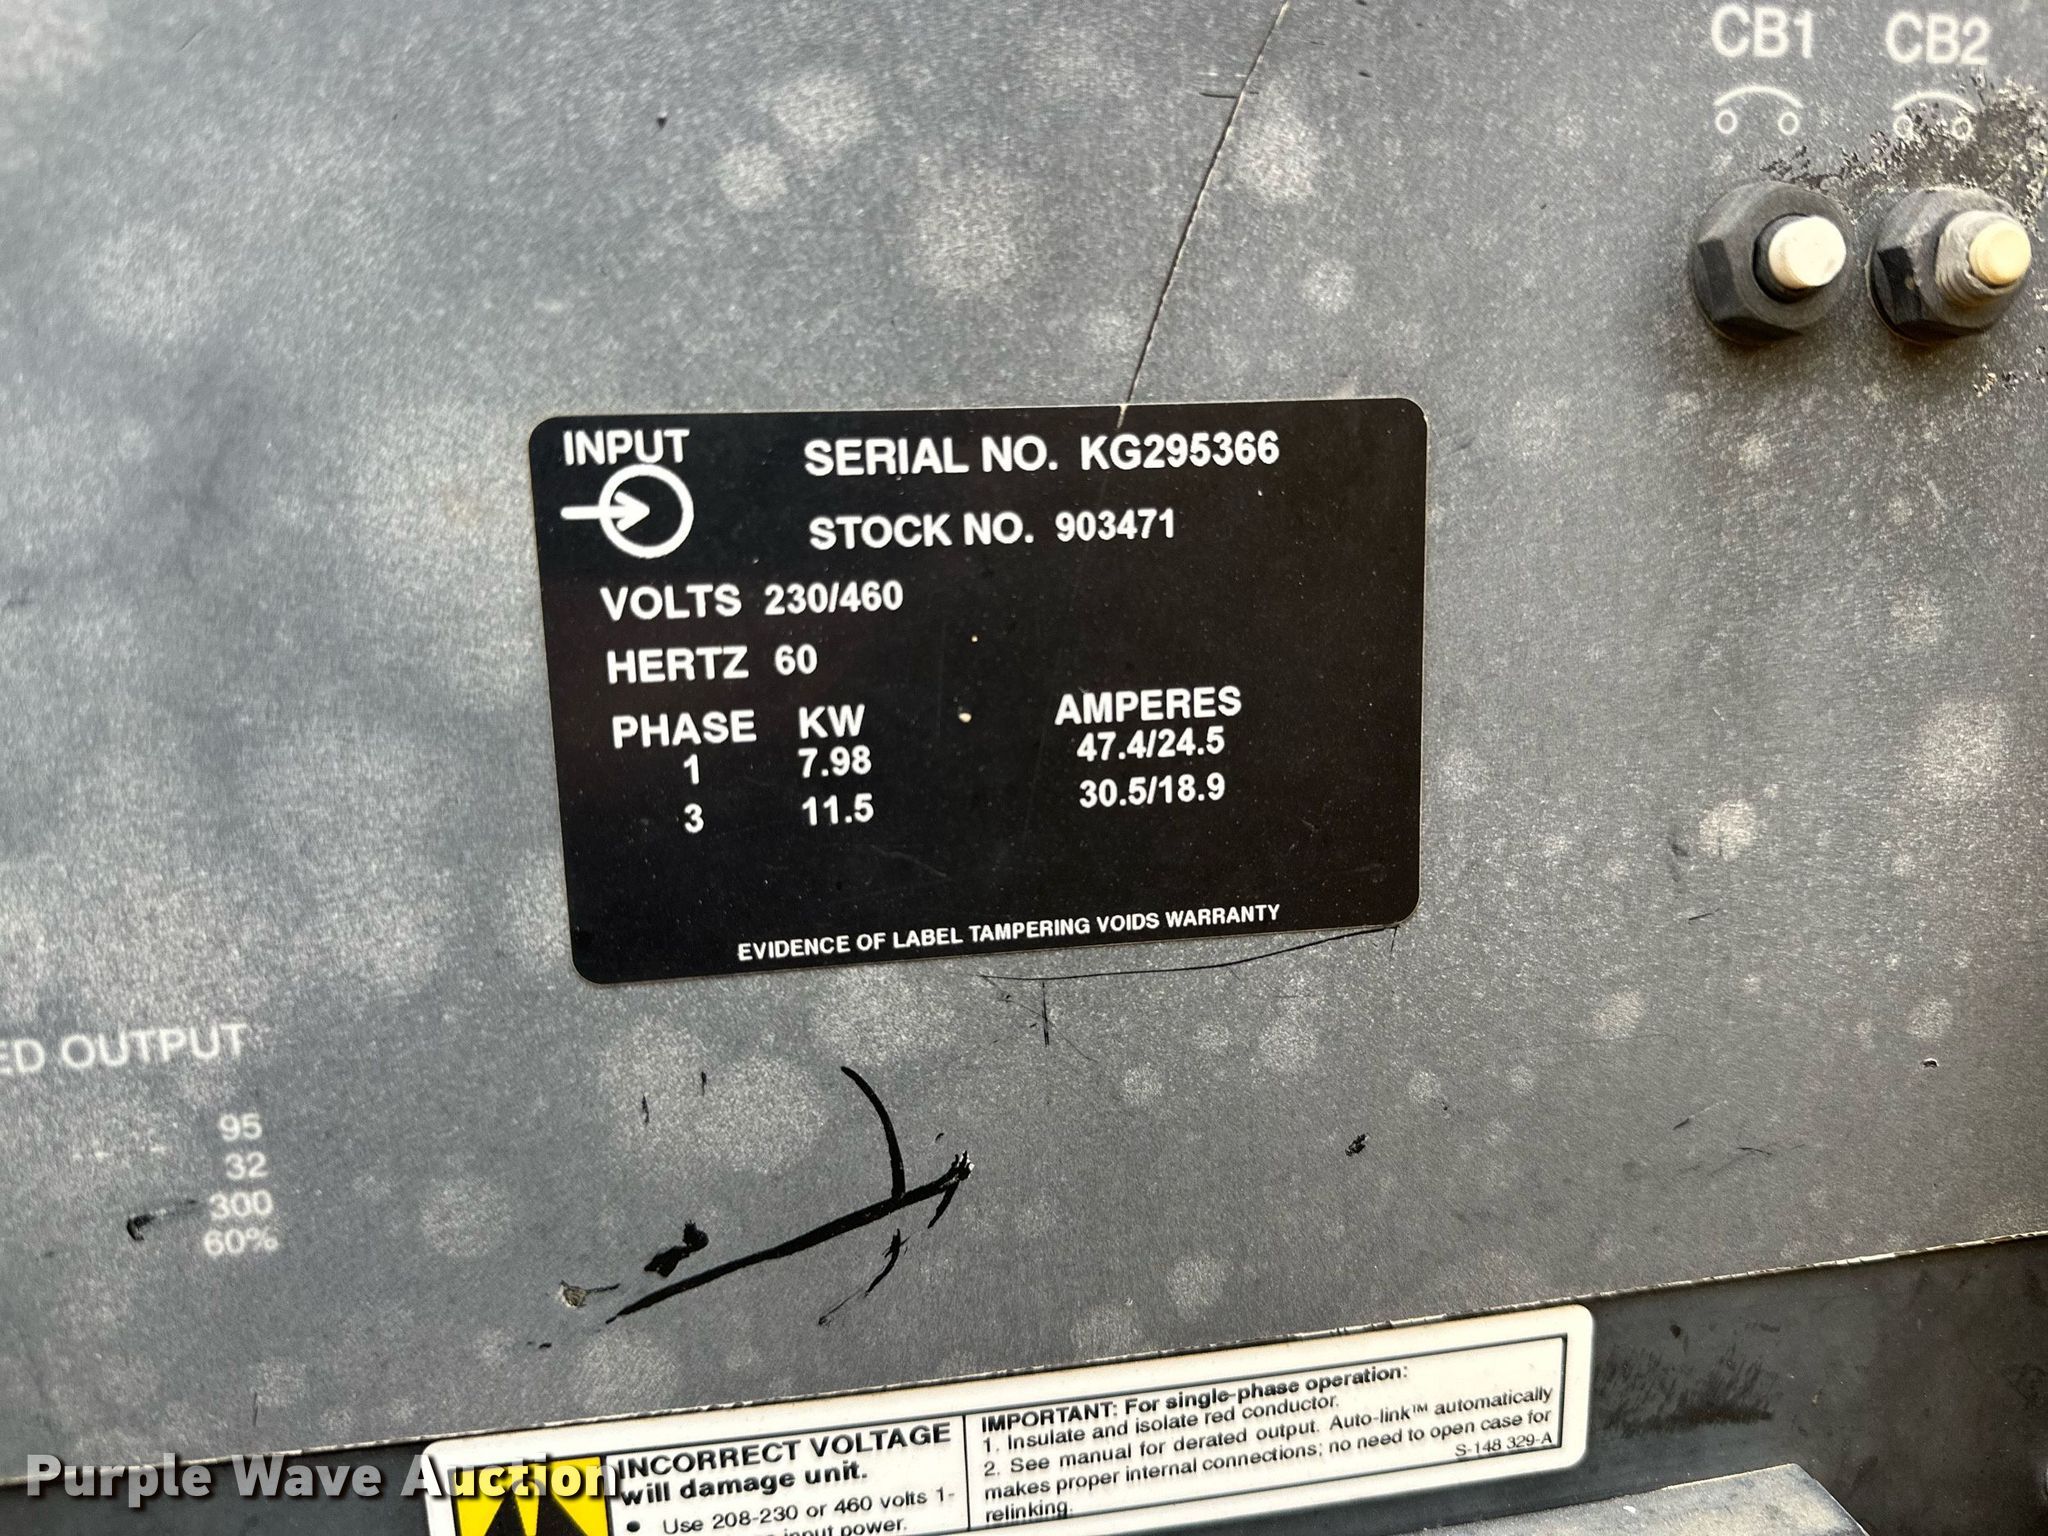 CB1 CB2
INPUT
SERIAL NO. KG295366
STOCK NO. 903471
VOLTS 230/460
HERTZ 60
PHASE KW AMPERES
1 7.98 47.4/24.5
3 11.5 30.5/18.9
EVIDENCE OF LABEL TAMPERING VOIDS WARRANTY
ED OUTPUT
95
32
300
60%
INCORRECT VOLTAGE
will damage unit.
• Use 208-230 or 460 volts 1-
input power.
IMPORTANT: For single-phase operation:
1. Insulate and isolate red conductor.
2. See manual for derated output. Auto-link™ automatically
makes proper internal connections; no need to open case for
relinking.
S-148 329-A
Purple Wave Auction